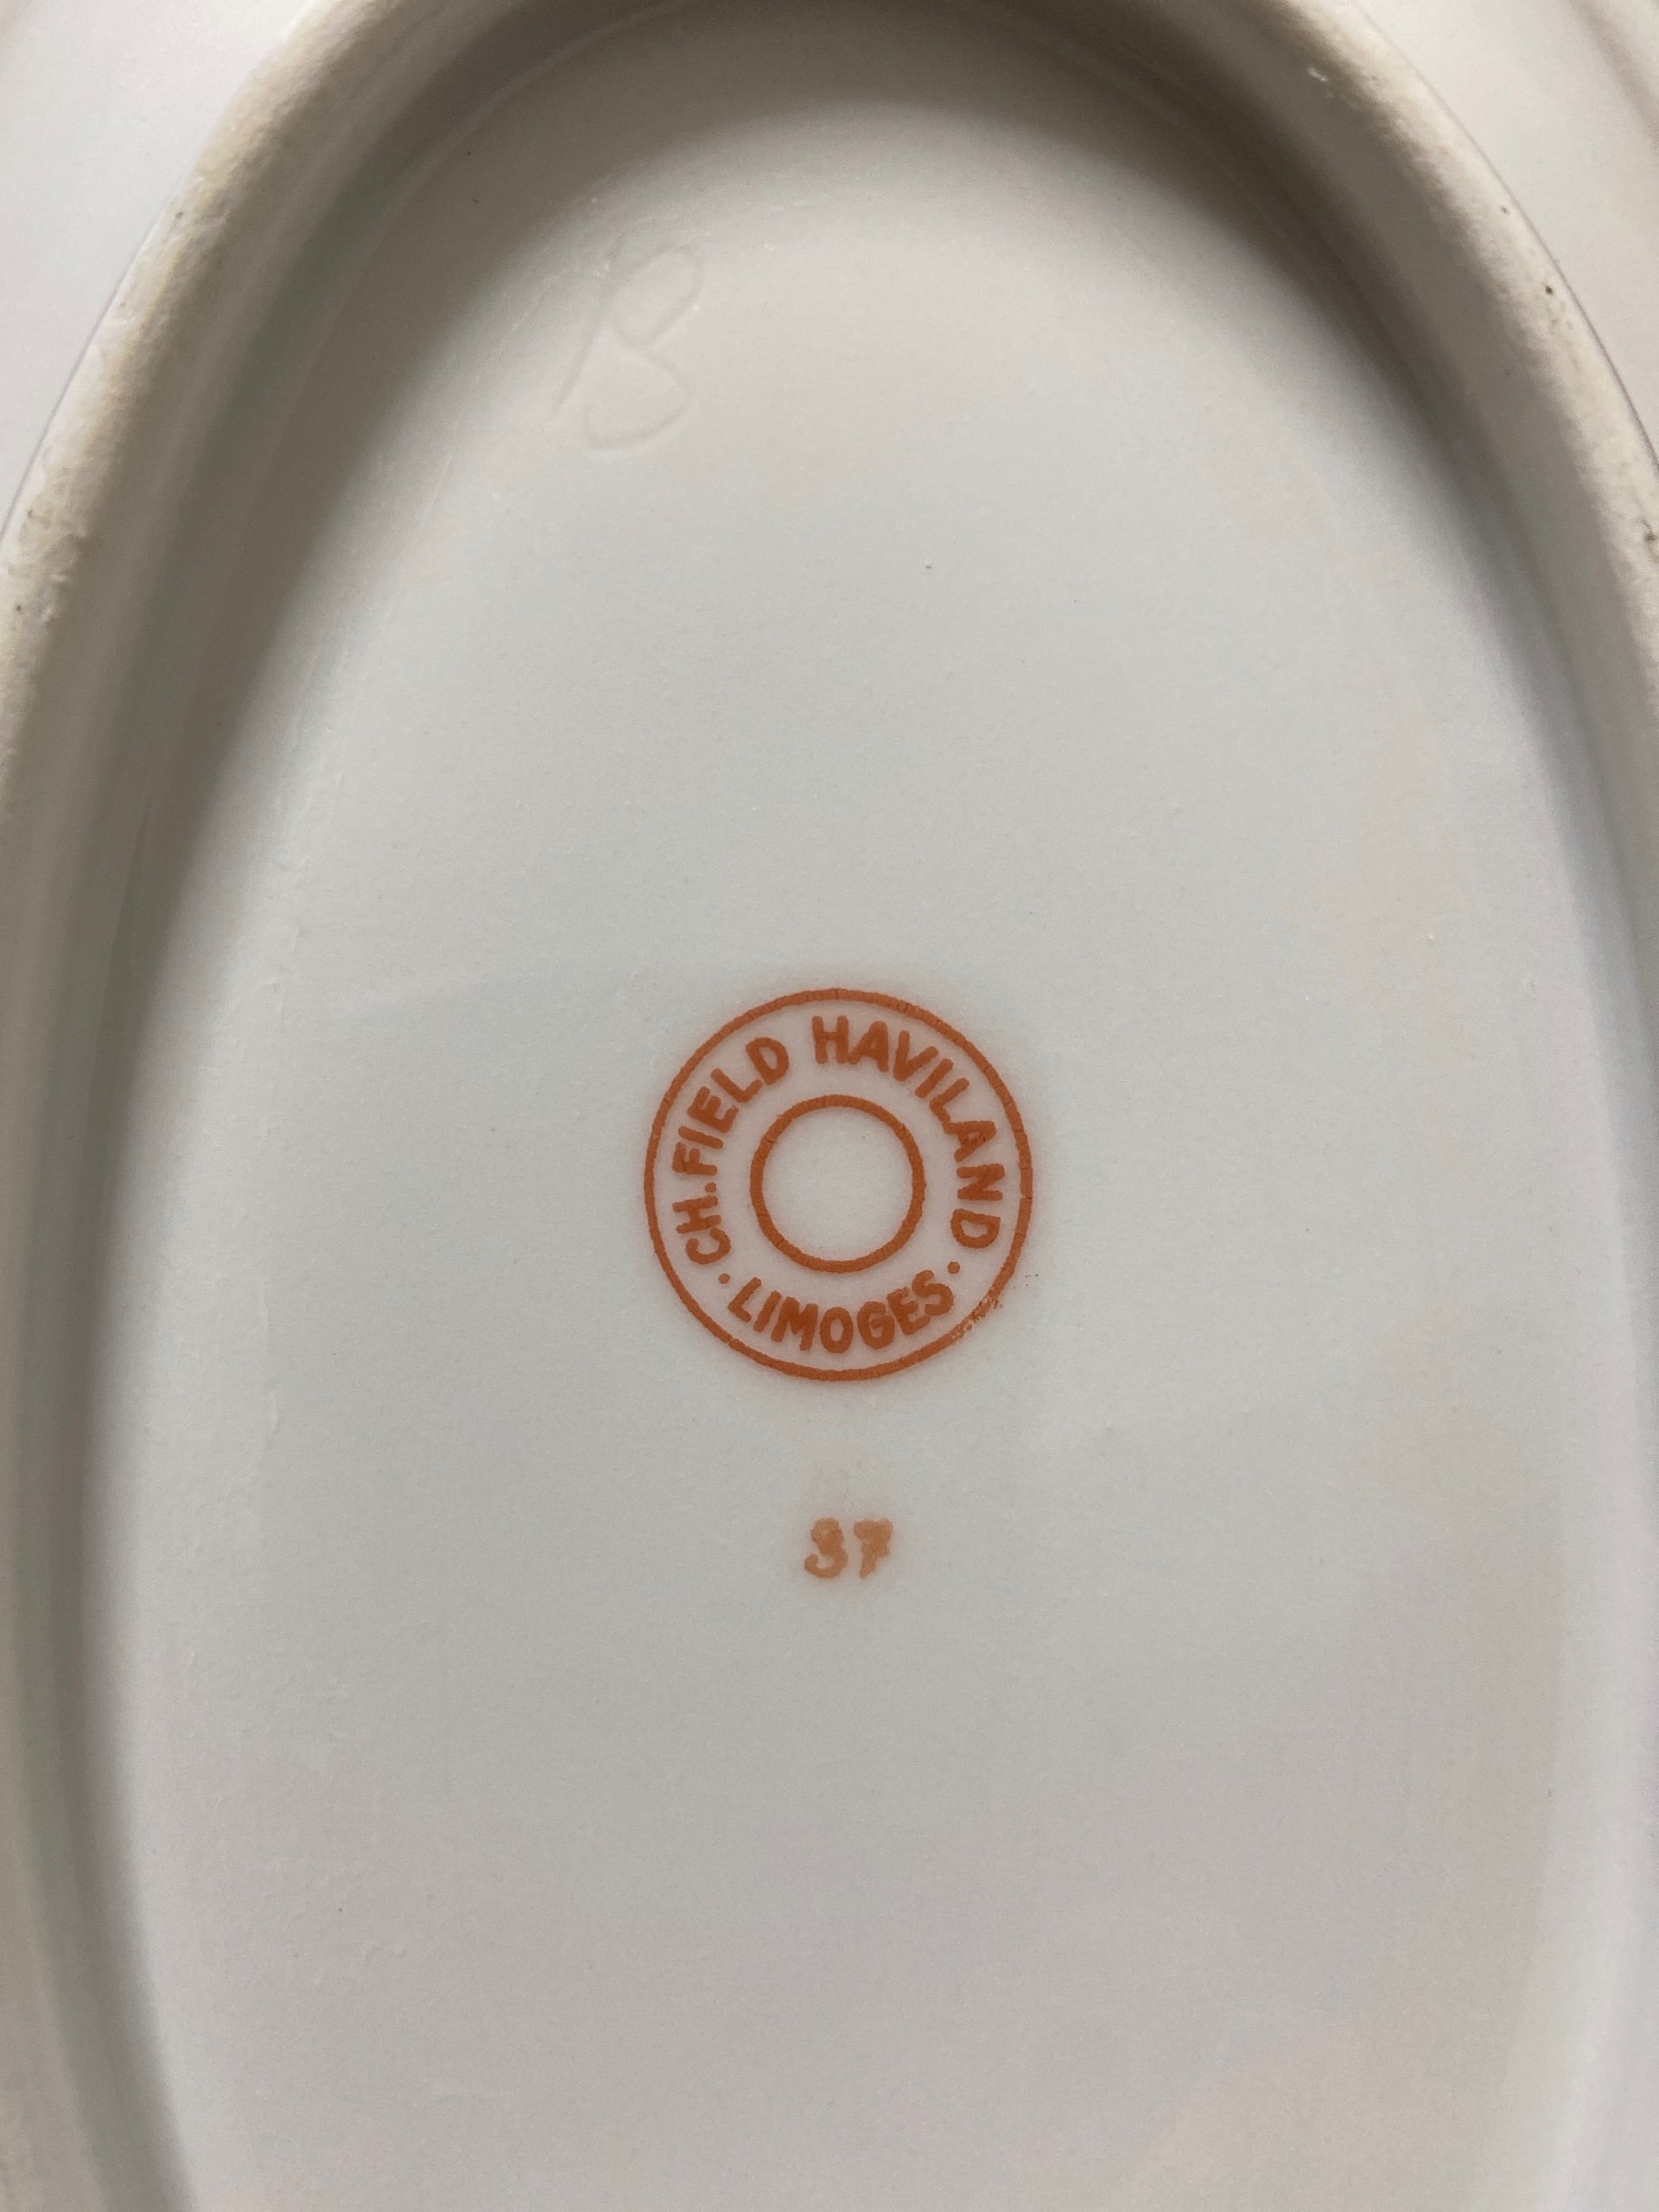 CH. FIELD HAVILAND
· LIMOGES ·
37